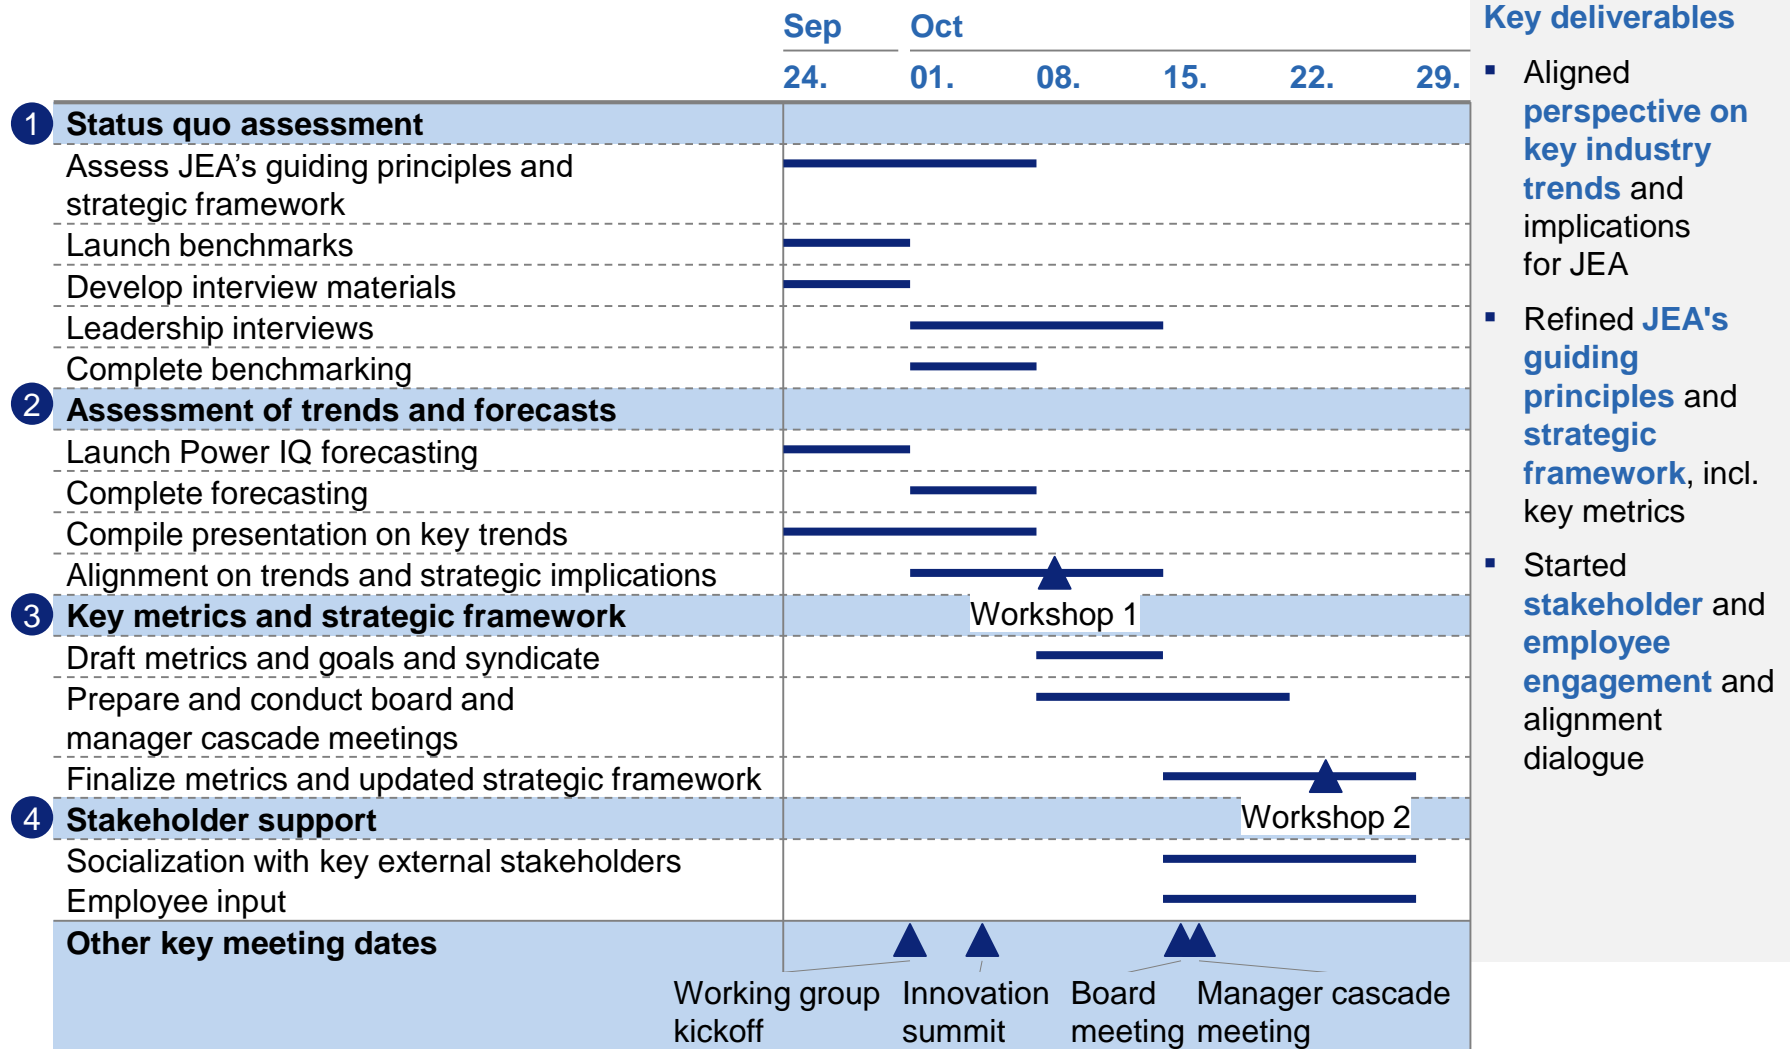 Sep Oct
24. 01. 08. 15. 22. 29.
1 Status quo assessment
Assess JEA’s guiding principles and
strategic framework
Launch benchmarks
Develop interview materials
Leadership interviews
Complete benchmarking
2 Assessment of trends and forecasts
Launch Power IQ forecasting
Complete forecasting
Compile presentation on key trends
Alignment on trends and strategic implications
Workshop 1
3 Key metrics and strategic framework
Draft metrics and goals and syndicate
Prepare and conduct board and
manager cascade meetings
Finalize metrics and updated strategic framework
Workshop 2
4 Stakeholder support
Socialization with key external stakeholders
Employee input
Other key meeting dates
Working group
kickoff
Innovation
summit
Board
meeting
Manager cascade
meeting
Key deliverables
▪ Aligned
perspective on
key industry
trends and
implications
for JEA
▪ Refined JEA's
guiding
principles and
strategic
framework, incl.
key metrics
▪ Started
stakeholder and
employee
engagement and
alignment
dialogue